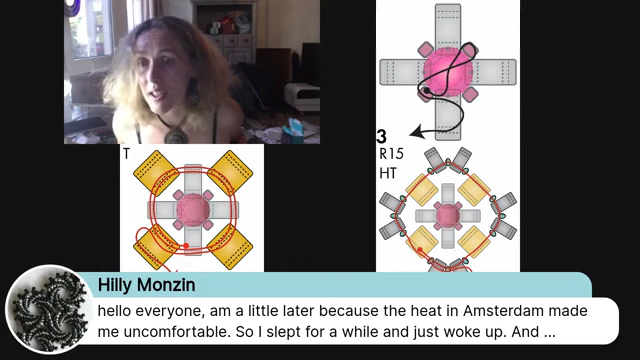 3
T
R15
HT
Hilly Monzin
hello everyone, am a little later because the heat in Amsterdam made
me uncomfortable. So I slept for a while and just woke up. And ...